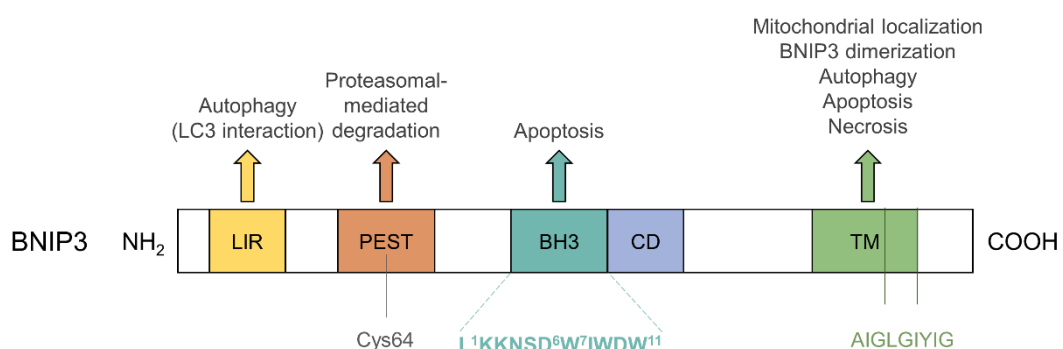 Mitochondrial localization
BNIP3 dimerization
Autophagy
Apoptosis
Necrosis
Proteasomal-
mediated
degradation
Autophagy
(LC3 interaction)
Apoptosis
BNIP3 NH₂ LIR PEST BH3 CD TM COOH
Cys64 L¹KKNSD⁶W⁷IWDW¹¹ AIGLGIYIG